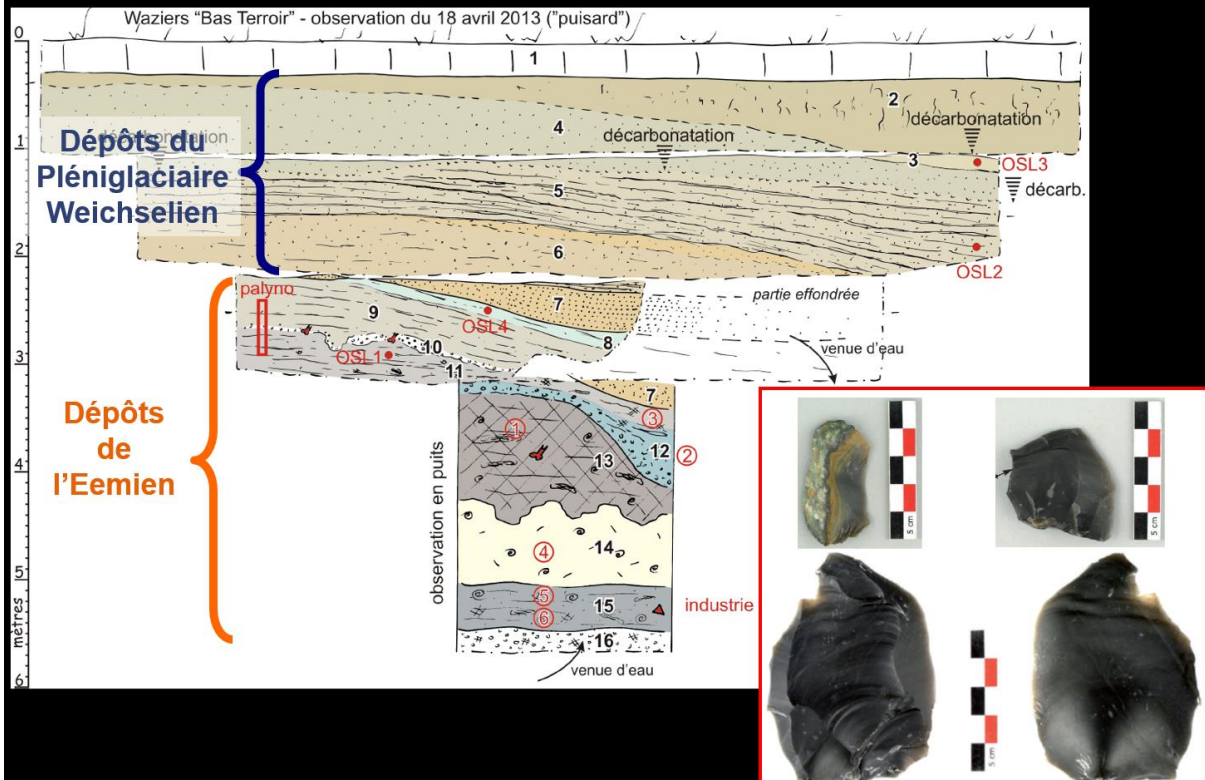 Waziers "Bas Terroir" - observation du 18 avril 2013 ("puisard")
0
1
2
4
décarbonatation
décarbonatation
décarbonatation
1
3
OSL3
décarb.
Dépôts du
Pléniglaciaire
Weichselien
5
6
2
OSL2
palyno
9
7
OSL4
8
partie effondrée
10
OSL1
11
3
venue d'eau
7
③
①
12
②
13
4
Dépôts
de
l'Eemien
observation en puits
④
14
5
⑤
15
⑥
industrie
16
mètres
6
venue d'eau
5 cm
5 cm
5 cm